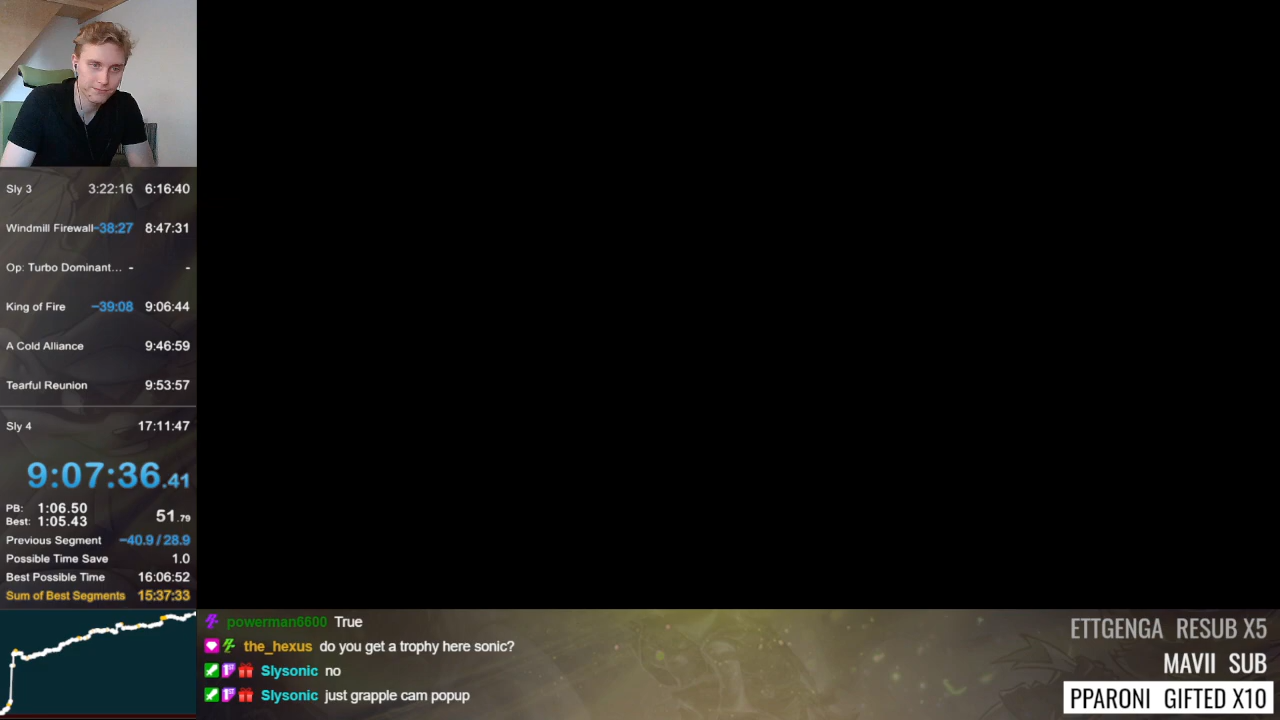 Sly 3 3:22:16 6:16:40
Windmill Firewall -38:27 8:47:31
Op: Turbo Dominant... - -
King of Fire -39:08 9:06:44
A Cold Alliance 9:46:59
Tearful Reunion 9:53:57
Sly 4 17:11:47
9:07:36.41
PB: 1:06.50
Best: 1:05.43
51.79
Previous Segment -40.9 / 28.9
Possible Time Save 1.0
Best Possible Time 16:06:52
Sum of Best Segments 15:37:33
powerman6600 True
the_hexus do you get a trophy here sonic?
Slysonic no
Slysonic just grapple cam popup
ETTGENGA RESUB X5
MAVII SUB
PPARONI GIFTED X10